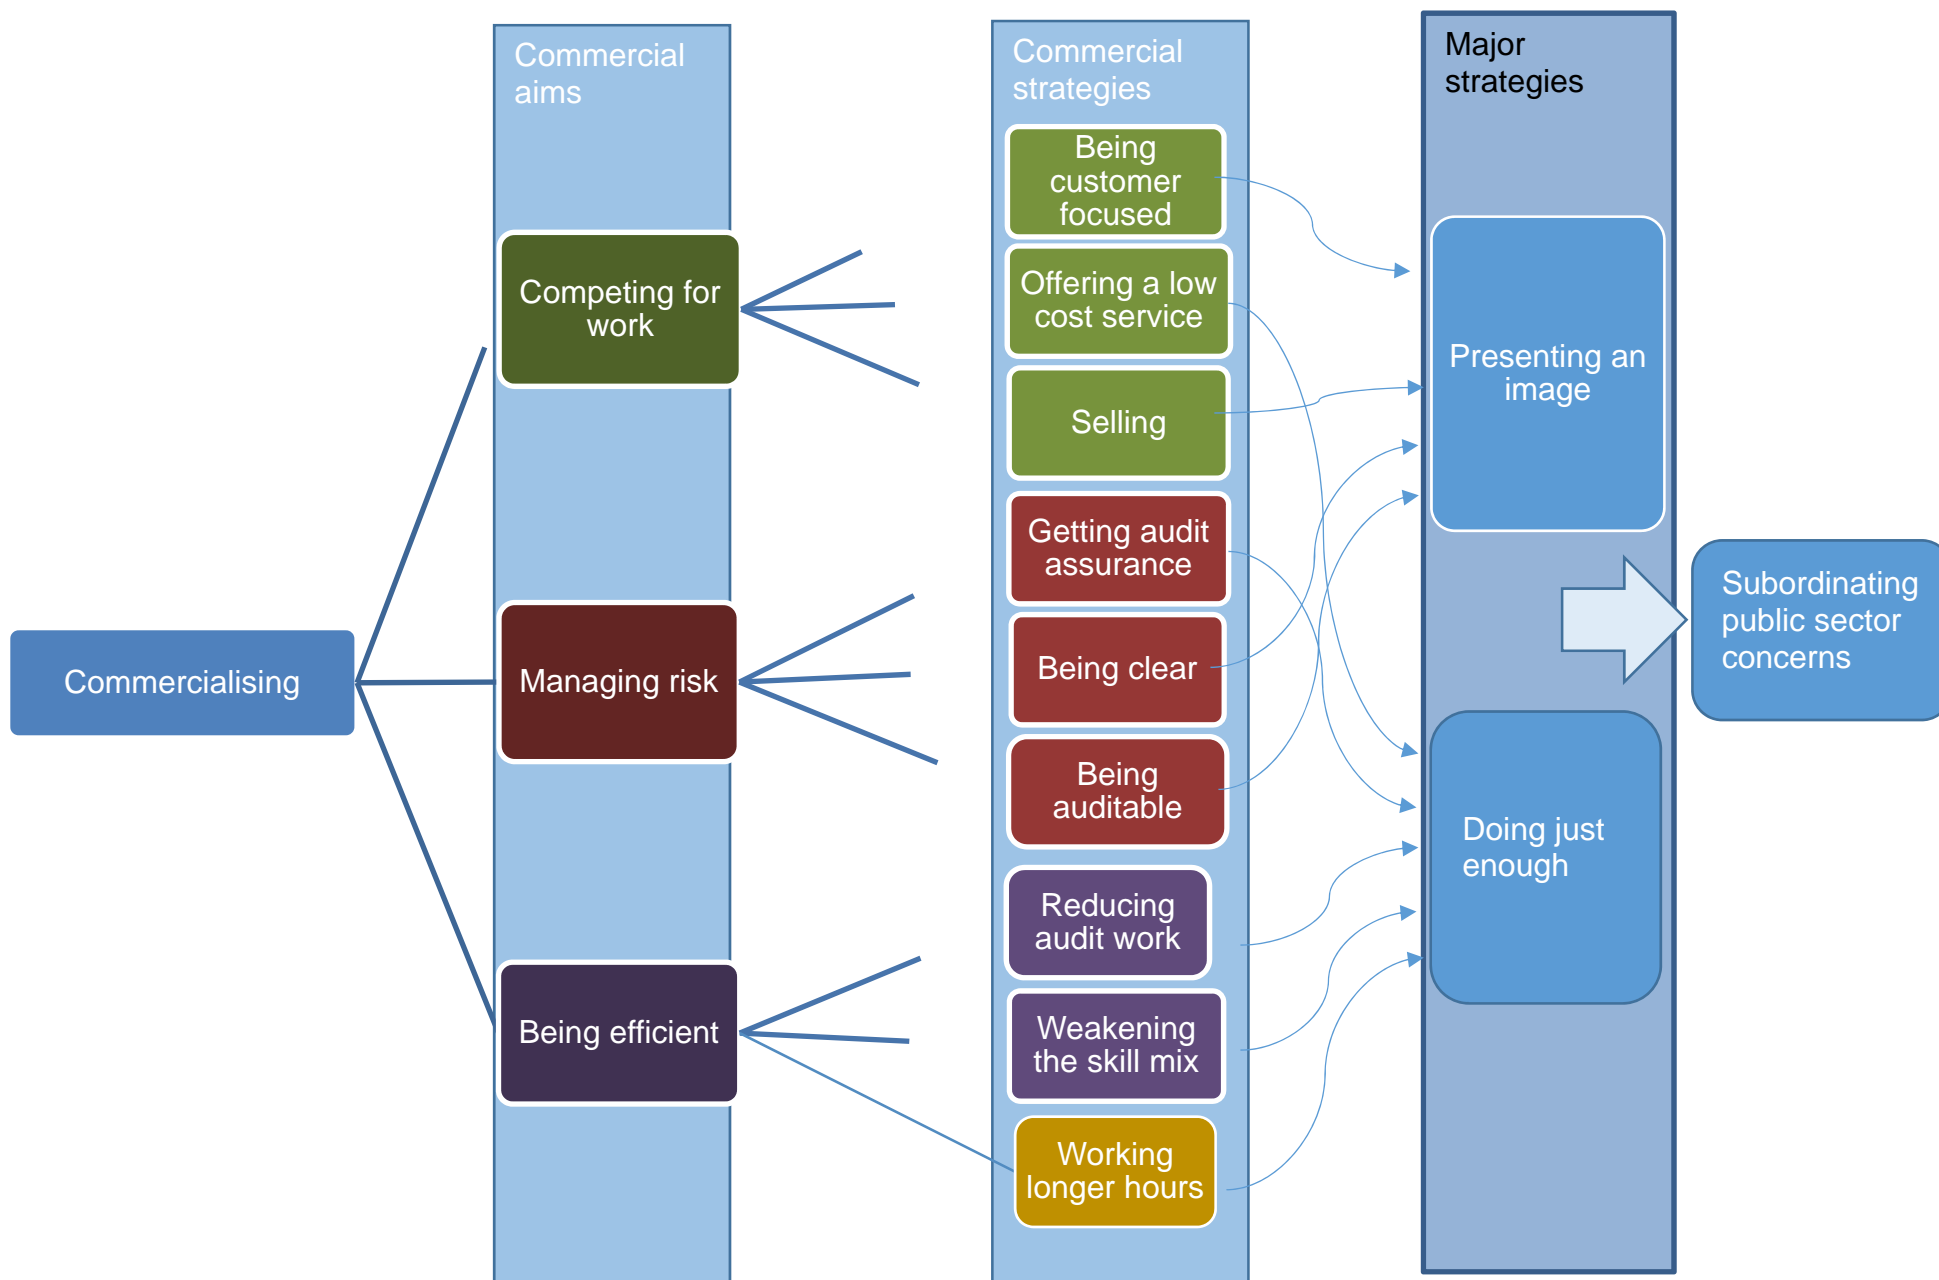 Commercialising
Commercial
aims
Competing for
work
Managing risk
Being efficient
Commercial
strategies
Being
customer
focused
Offering a low
cost service
Selling
Getting audit
assurance
Being clear
Being
auditable
Reducing
audit work
Weakening
the skill mix
Working
longer hours
Major
strategies
Presenting an
image
Doing just
enough
Subordinating
public sector
concerns